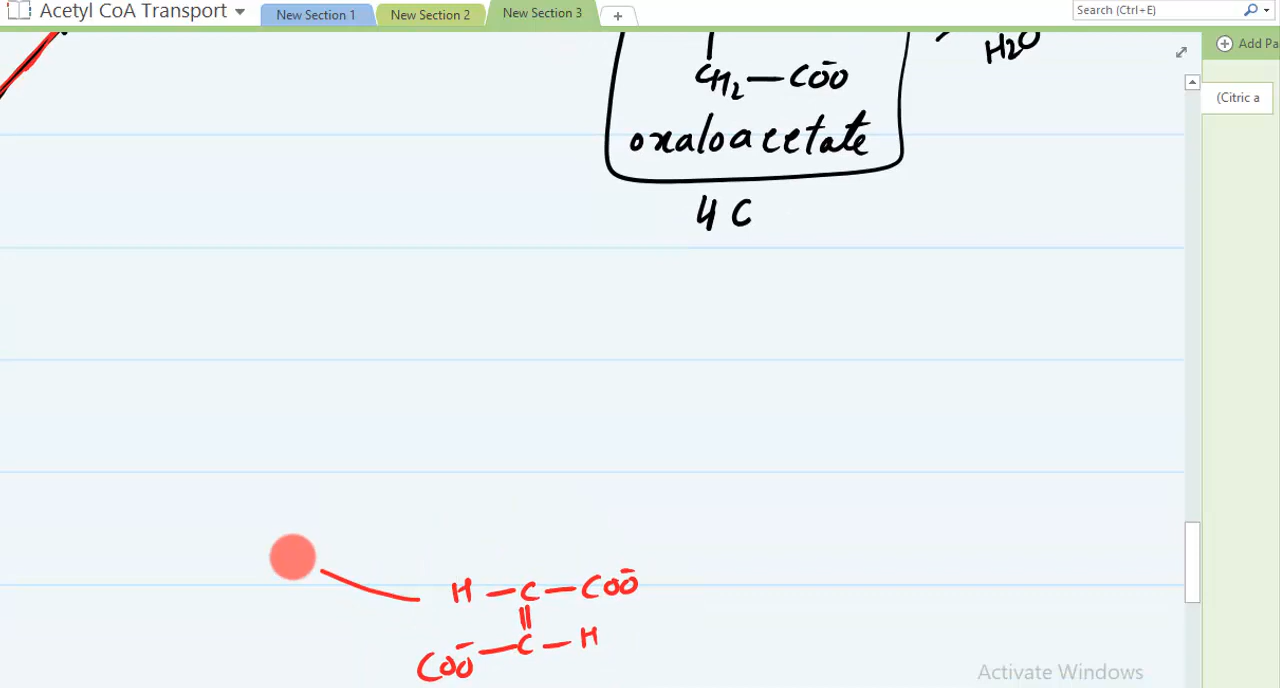 Acetyl CoA Transport
New Section 1
New Section 2
New Section 3
+
Search (Ctrl+E)
Add Pa
(Citric a
H2O
CH2—COO̅
oxaloacetate
4 C
H — C — COO̅
||
COO̅ — C — H
Activate Windows